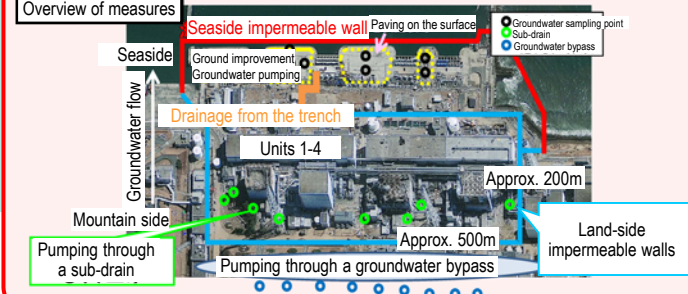 Overview of measures
Seaside impermeable wall
Paving on the surface
Groundwater sampling point
Sub-drain
Groundwater bypass
Seaside
Ground improvement
Groundwater pumping
Groundwater flow
Drainage from the trench
Units 1-4
Approx. 200m
Mountain side
Approx. 500m
Land-side
impermeable walls
Pumping through
a sub-drain
Pumping through a groundwater bypass